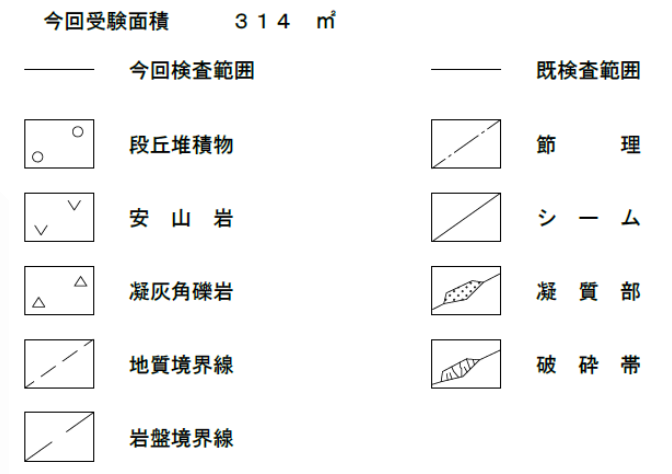 今回受験面積　　　３１４　㎡
今回検査範囲
既検査範囲
段丘堆積物
節　　　理
安　山　岩
シ　ー　ム
凝灰角礫岩
凝　質　部
地質境界線
破　砕　帯
岩盤境界線